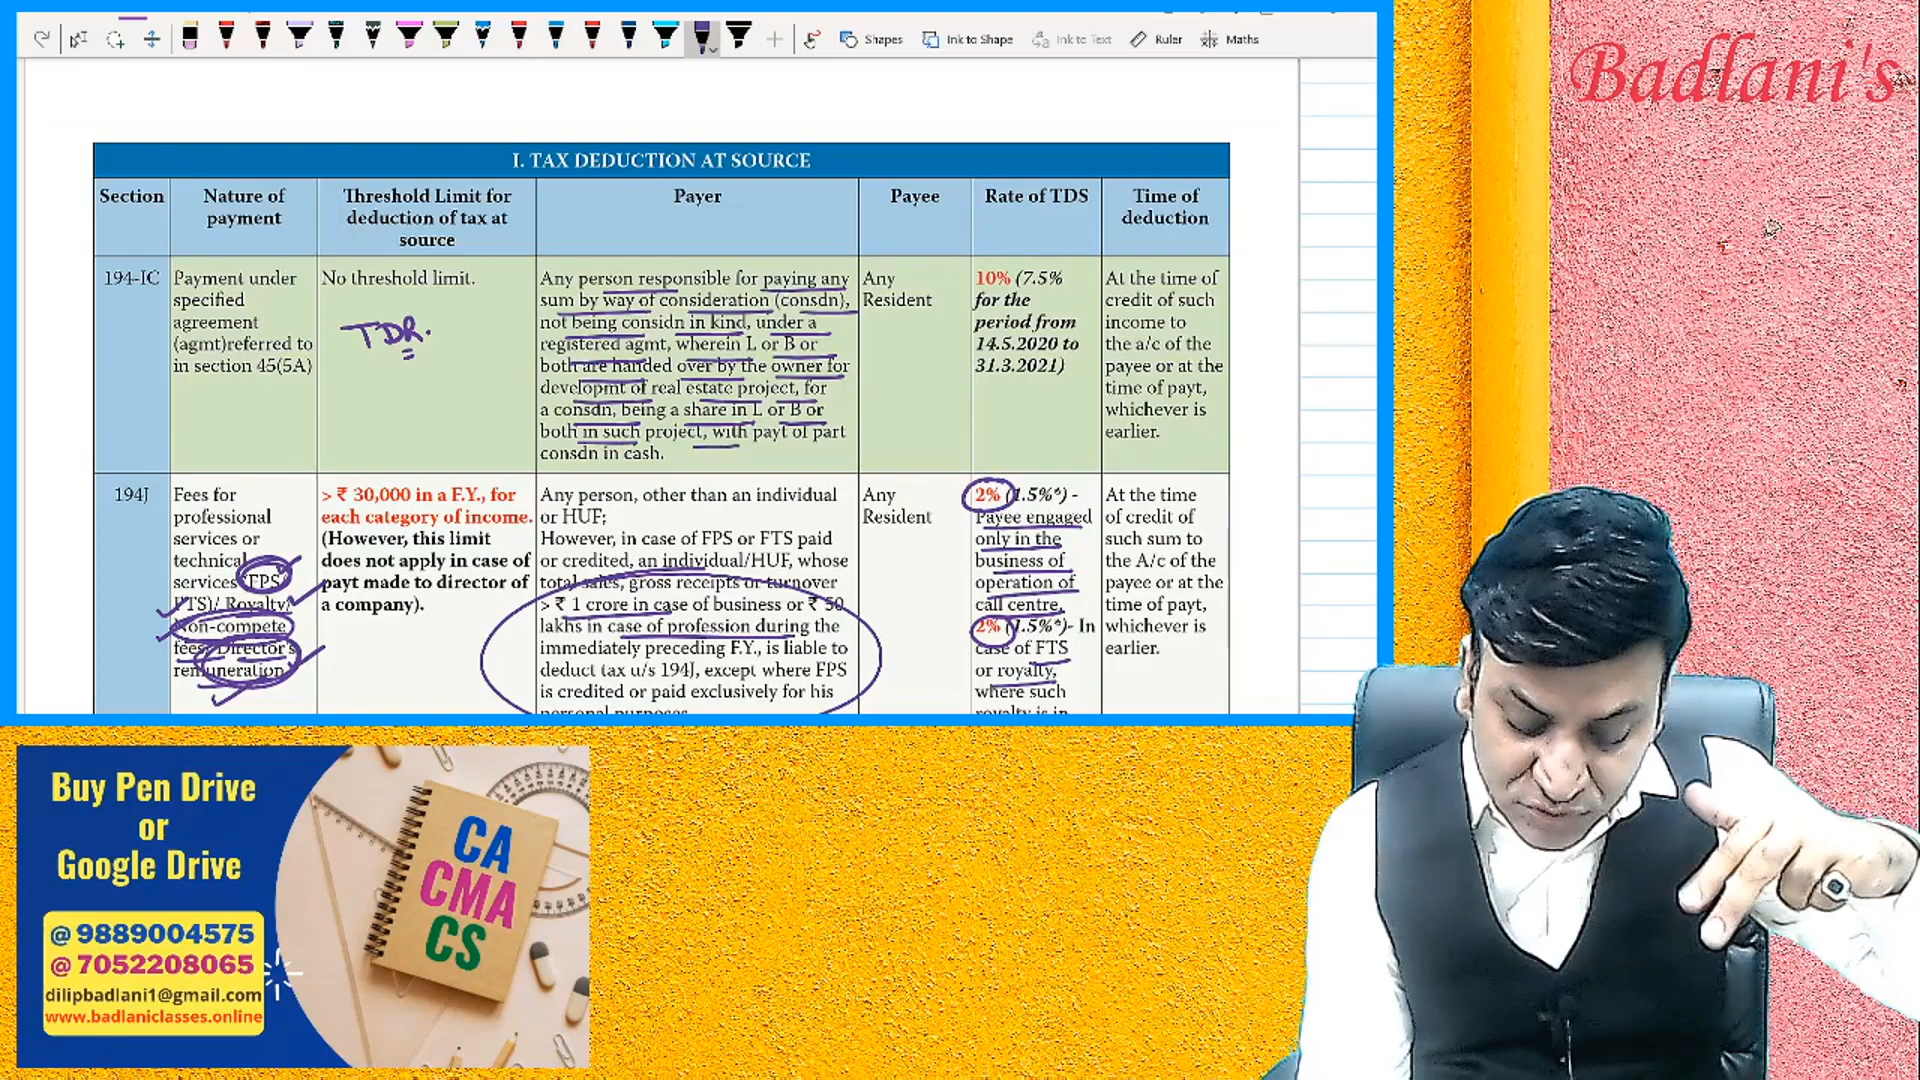 Shapes
Ink to Shape
Ink to Text
Ruler
Maths
Badlani's
I. TAX DEDUCTION AT SOURCE
Section
Nature of
payment
Threshold Limit for
deduction of tax at
source
Payer
Payee
Rate of TDS
Time of
deduction
194-IC
Payment under
specified
agreement
(agmt)referred to
in section 45(5A)
No threshold limit.
TDR.
Any person responsible for paying any
sum by way of consideration (consdn),
not being considn in kind, under a
registered agmt, wherein L or B or
both are handed over by the owner for
developmt of real estate project, for
a consdn, being a share in L or B or
both in such project, with payt of part
consdn in cash.
Any
Resident
10% (7.5%
for the
period from
14.5.2020 to
31.3.2021)
At the time of
credit of such
income to
the a/c of the
payee or at the
time of payt,
whichever is
earlier.
194J
Fees for
professional
services or
technical
services (FPS/
FTS)/ Royalty/
Non-compete
fees/ Director's
remuneration
> ₹ 30,000 in a F.Y., for
each category of income.
(However, this limit
does not apply in case of
payt made to director of
a company).
Any person, other than an individual
or HUF;
However, in case of FPS or FTS paid
or credited, an individual/HUF, whose
total sales, gross receipts or turnover
> ₹ 1 crore in case of business or ₹ 50
lakhs in case of profession during the
immediately preceding F.Y., is liable to
deduct tax u/s 194J, except where FPS
is credited or paid exclusively for his
personal purposes
Any
Resident
2% (1.5%*) -
Payee engaged
only in the
business of
operation of
call centre,
2% (1.5%*)- In
case of FTS
or royalty,
where such
royalty is in
At the time
of credit of
such sum to
the A/c of the
payee or at the
time of payt,
whichever is
earlier.
Buy Pen Drive
or
Google Drive
@ 9889004575
@ 7052208065
dilipbadlani1@gmail.com
www.badlaniclasses.online
CA
CMA
CS